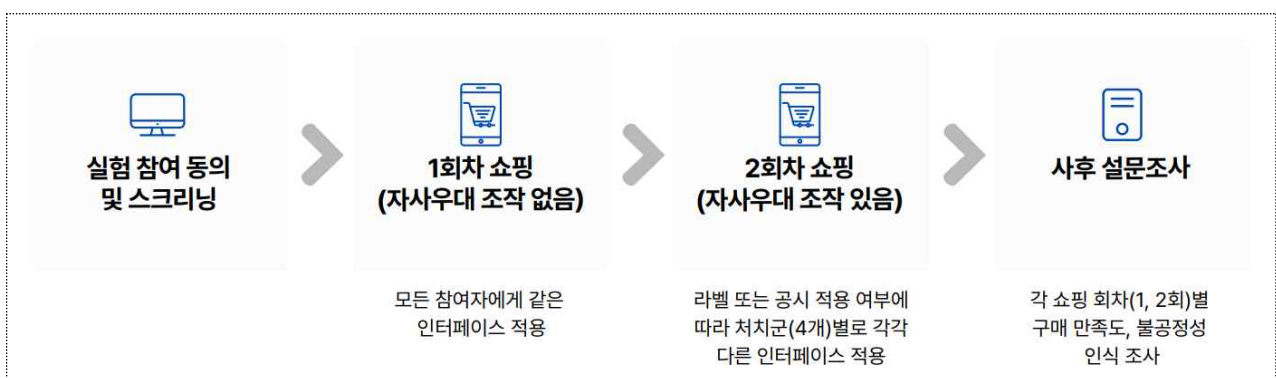 실험 참여 동의
및 스크리닝
1회차 쇼핑
(자사우대 조작 없음)
모든 참여자에게 같은
인터페이스 적용
2회차 쇼핑
(자사우대 조작 있음)
라벨 또는 공시 적용 여부에
따라 처치군(4개)별로 각각
다른 인터페이스 적용
사후 설문조사
각 쇼핑 회차(1, 2회)별
구매 만족도, 불공정성
인식 조사